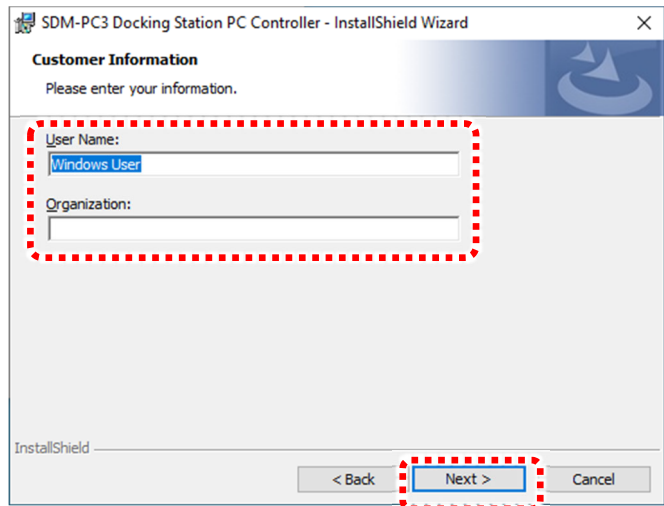 SDM-PC3 Docking Station PC Controller - InstallShield Wizard
Customer Information
Please enter your information.
User Name:
Windows User
Organization:
InstallShield
< Back Next > Cancel